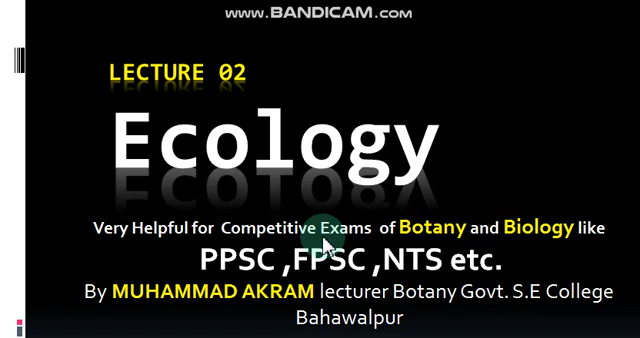 www.BANDICAM.com
LECTURE 02
Ecology
Very Helpful for Competitive Exams of Botany and Biology like
PPSC ,FPSC ,NTS etc.
By MUHAMMAD AKRAM lecturer Botany Govt. S.E College
Bahawalpur